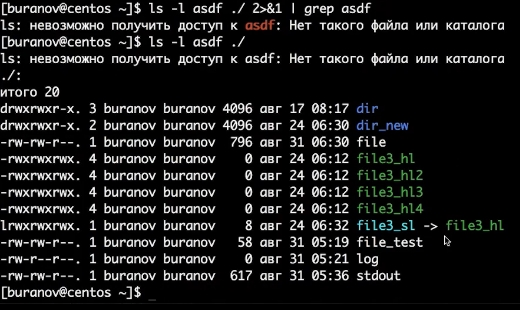 [buranov@centos ~]$ ls -l asdf ./ 2>&1 | grep asdf
ls: невозможно получить доступ к asdf: Нет такого файла или каталога
[buranov@centos ~]$ ls -l asdf ./
ls: невозможно получить доступ к asdf: Нет такого файла или каталога
./:
итого 20
drwxrwxr-x. 3 buranov buranov 4096 авг 17 08:17 dir
drwxrwxr-x. 2 buranov buranov 4096 авг 24 06:30 dir_new
-rw-rw-r--. 1 buranov buranov  796 авг 31 06:30 file
-rwxrwxrwx. 4 buranov buranov    0 авг 24 06:12 file3_hl
-rwxrwxrwx. 4 buranov buranov    0 авг 24 06:12 file3_hl2
-rwxrwxrwx. 4 buranov buranov    0 авг 24 06:12 file3_hl3
-rwxrwxrwx. 4 buranov buranov    0 авг 24 06:12 file3_hl4
lrwxrwxrwx. 1 buranov buranov    8 авг 24 06:32 file3_sl -> file3_hl
-rw-rw-r--. 1 buranov buranov   58 авг 31 05:19 file_test
-rw-rw-r--. 1 buranov buranov    0 авг 31 05:21 log
-rw-rw-r--. 1 buranov buranov  617 авг 31 05:36 stdout
[buranov@centos ~]$ _